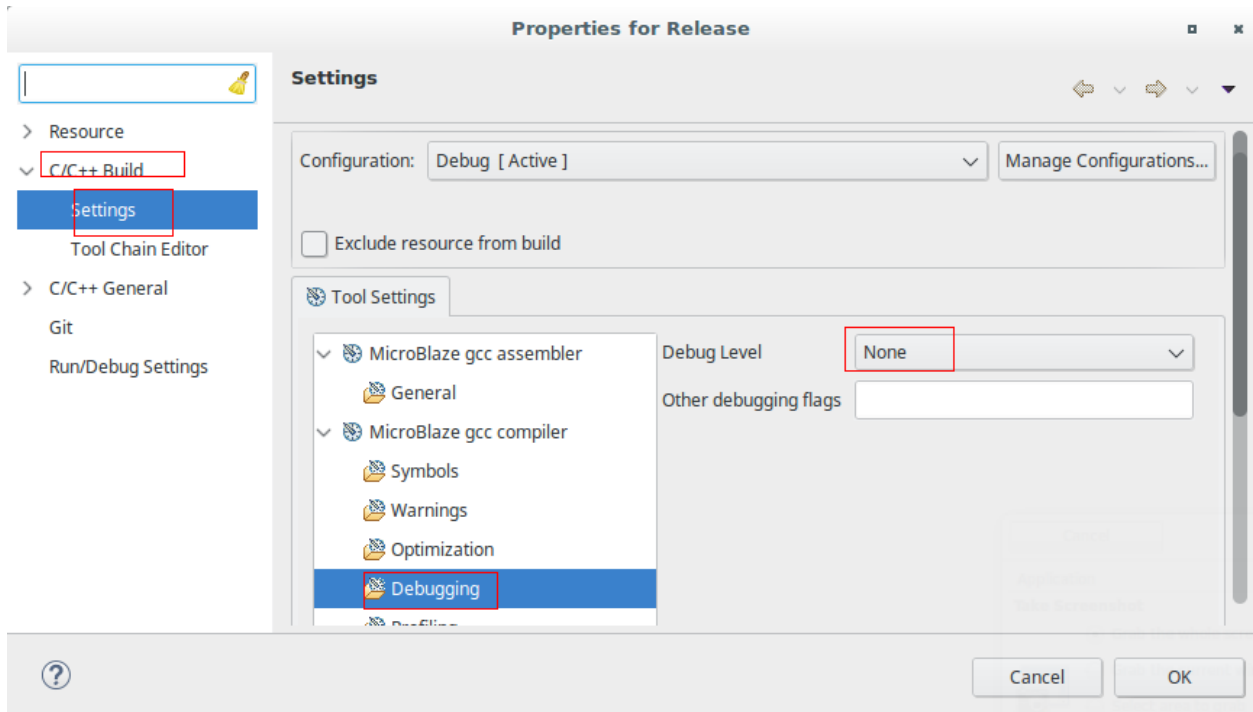 Properties for Release
Settings
Resource
C/C++ Build
Settings
Tool Chain Editor
C/C++ General
Git
Run/Debug Settings
Configuration: Debug [ Active ] Manage Configurations...
Exclude resource from build
Tool Settings
MicroBlaze gcc assembler
General
MicroBlaze gcc compiler
Symbols
Warnings
Optimization
Debugging
Profiling
Debug Level None
Other debugging flags
Cancel OK